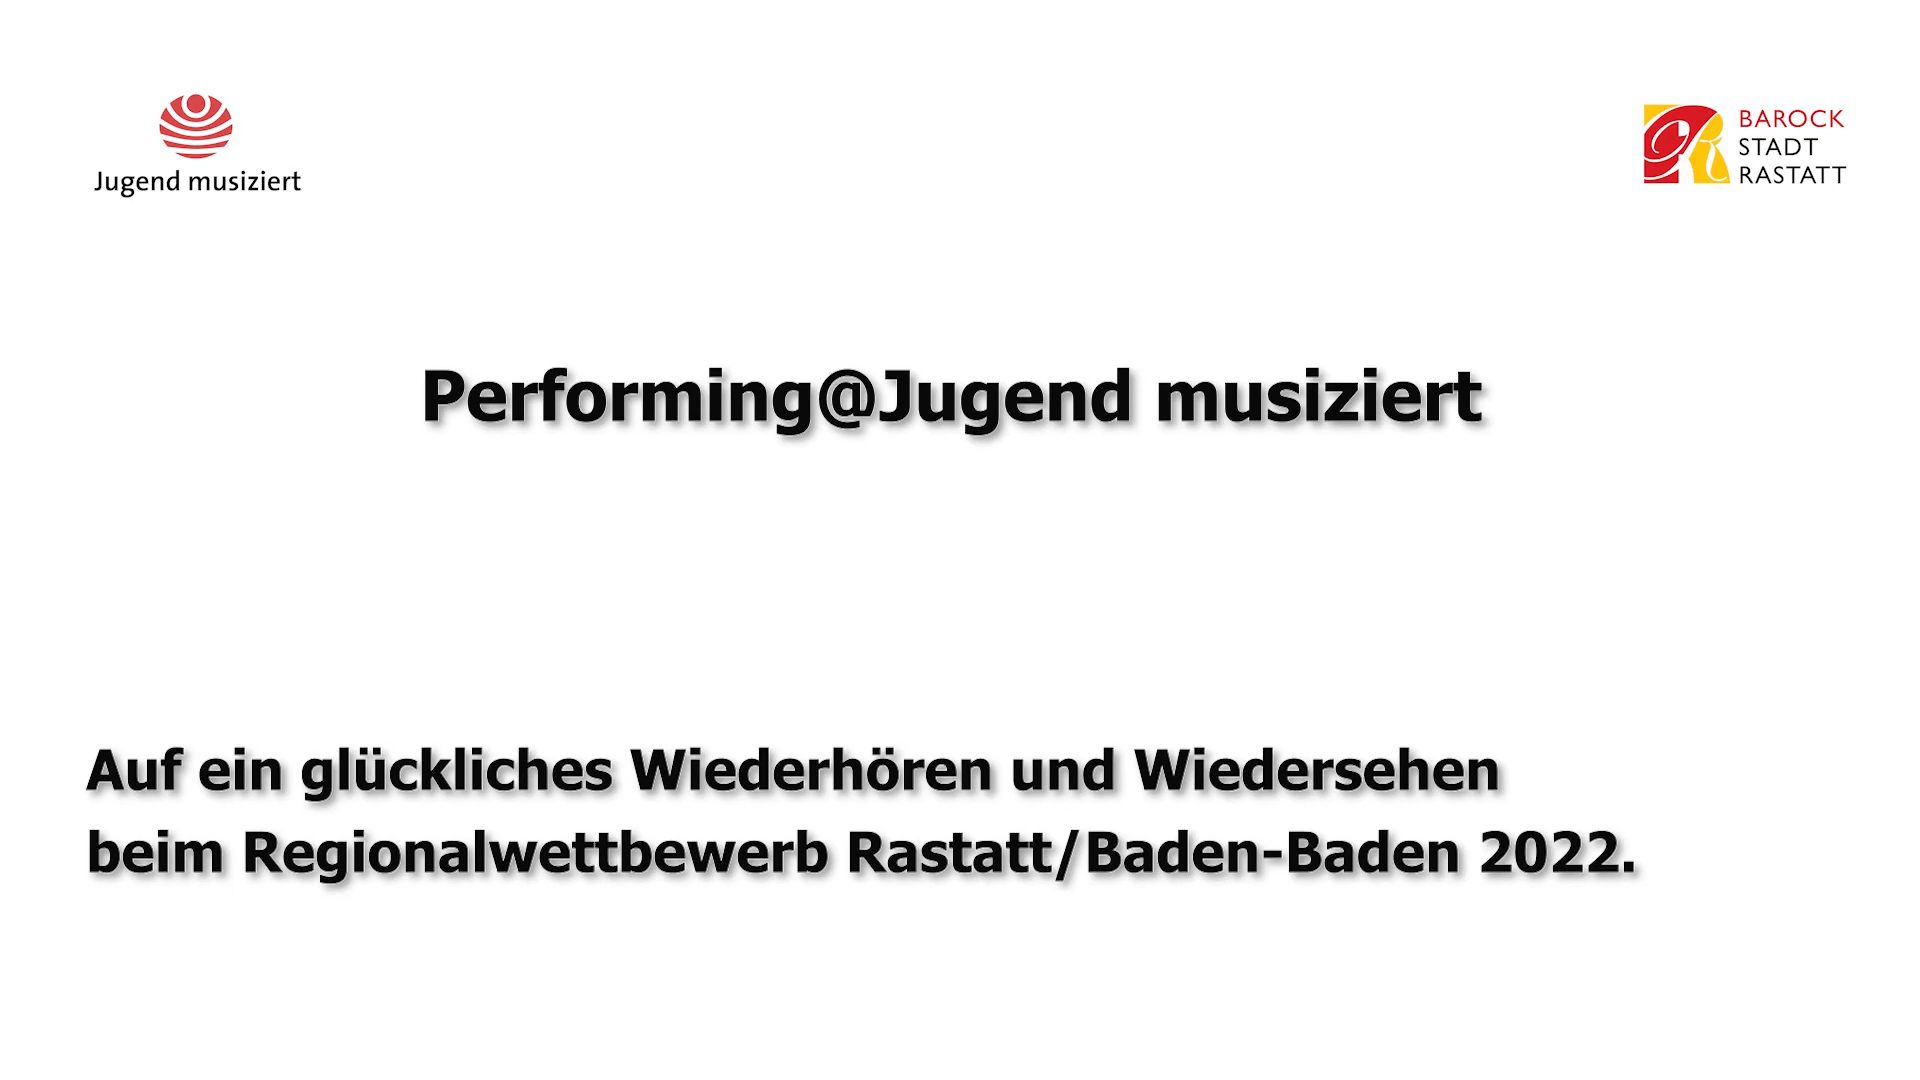 Jugend musiziert
BAROCK
STADT
RASTATT
Performing@Jugend musiziert
Auf ein glückliches Wiederhören und Wiedersehen
beim Regionalwettbewerb Rastatt/Baden-Baden 2022.